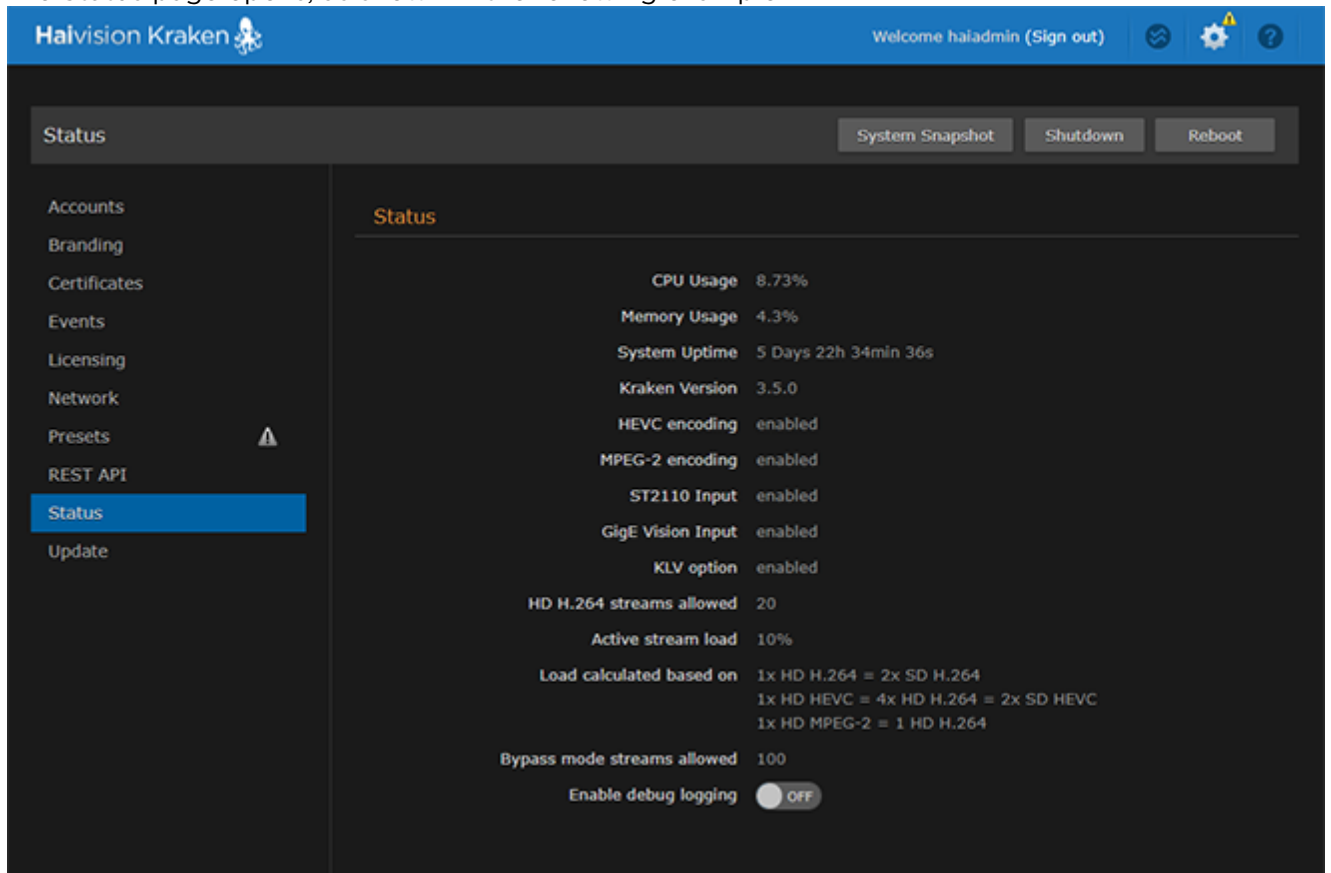 Haivision Kraken
Welcome haiadmin (Sign out)
Status
System Snapshot
Shutdown
Reboot
Accounts
Branding
Certificates
Events
Licensing
Network
Presets
REST API
Status
Update
Status
CPU Usage 8.73%
Memory Usage 4.3%
System Uptime 5 Days 22h 34min 36s
Kraken Version 3.5.0
HEVC encoding enabled
MPEG-2 encoding enabled
ST2110 Input enabled
GigE Vision Input enabled
KLV option enabled
HD H.264 streams allowed 20
Active stream load 10%
Load calculated based on 1x HD H.264 = 2x SD H.264
1x HD HEVC = 4x HD H.264 = 2x SD HEVC
1x HD MPEG-2 = 1 HD H.264
Bypass mode streams allowed 100
Enable debug logging OFF